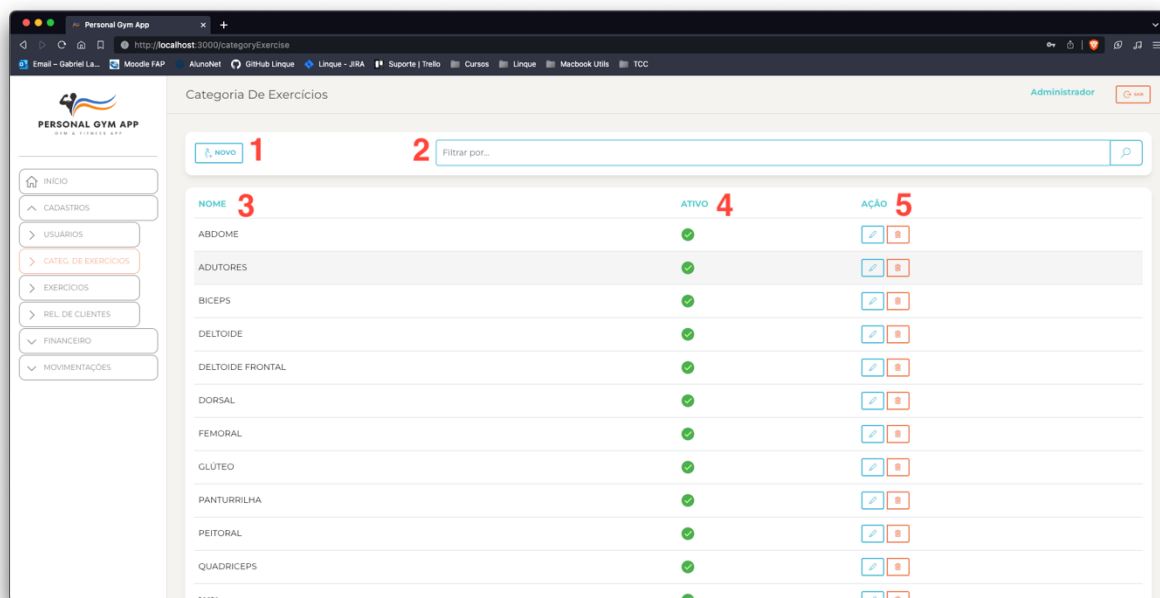 Personal Gym App
http://localhost:3000/categoryExercise
Email – Gabriel La...
Moodle FAP
AlunoNet
GitHub Linque
Linque - JIRA
Suporte | Trello
Cursos
Linque
Macbook Utils
TCC
PERSONAL GYM APP
GYM & FITNESS APP
INÍCIO
CADASTROS
USUÁRIOS
CATEG. DE EXERCÍCIOS
EXERCÍCIOS
REL. DE CLIENTES
FINANCEIRO
MOVIMENTAÇÕES
Categoria De Exercícios
Administrador
SAIR
NOVO 1
2 Filtrar por...
NOME 3 ATIVO 4 AÇÃO 5
ABDOME
ADUTORES
BICEPS
DELTOIDE
DELTOIDE FRONTAL
DORSAL
FEMORAL
GLÚTEO
PANTURRILHA
PEITORAL
QUADRICEPS